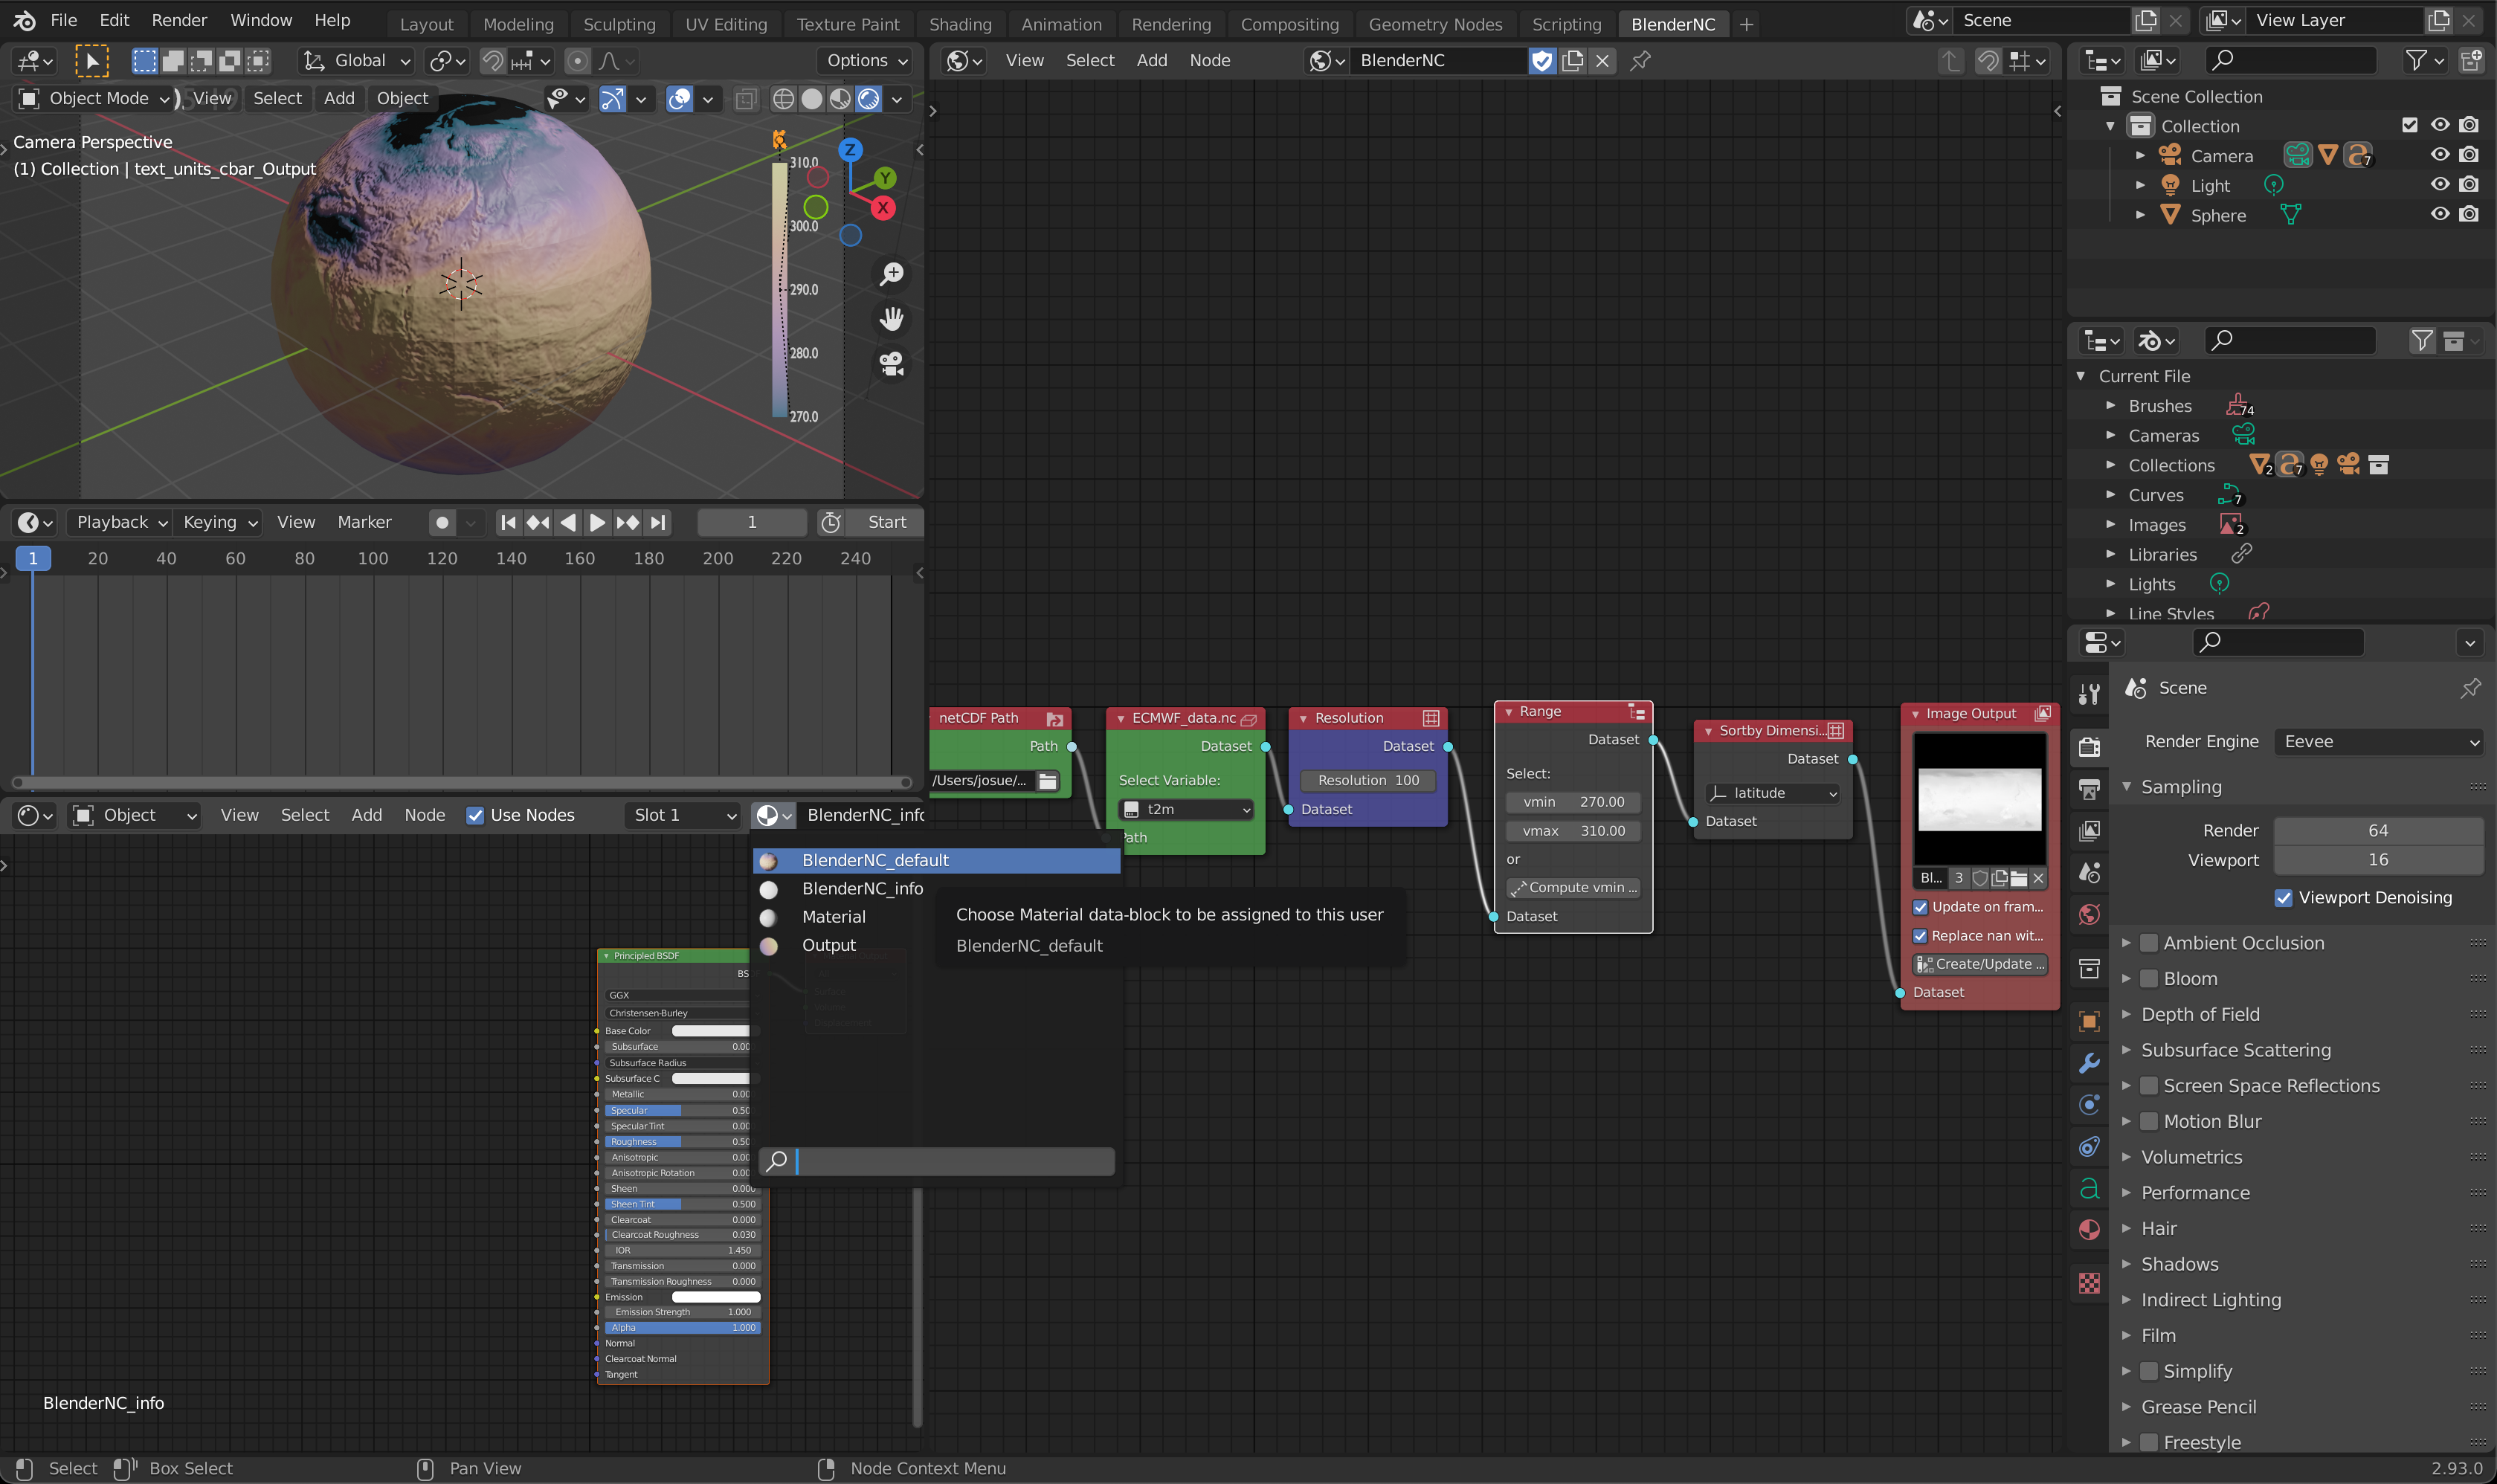 File Edit Render Window Help
Layout Modeling Sculpting UV Editing Texture Paint Shading Animation Rendering Compositing Geometry Nodes Scripting BlenderNC
Scene
View Layer
Global
Options
Object Mode View Select Add Object
Camera Perspective
(1) Collection | text_units_cbar_Output
310.0
300.0
290.0
280.0
270.0
Z
Y
X
Playback Keying View Marker
1
Start
1 20 40 60 80 100 120 140 160 180 200 220 240
Object View Select Add Node Use Nodes Slot 1 BlenderNC_info
BlenderNC_default
BlenderNC_info
Material
Output
Choose Material data-block to be assigned to this user
BlenderNC_default
Principled BSDF
GGX
Christensen-Burley
Base Color
Subsurface 0.00
Subsurface Radius
Subsurface C
Metallic 0.00
Specular 0.50
Specular Tint 0.00
Roughness 0.50
Anisotropic 0.00
Anisotropic Rotation 0.00
Sheen 0.000
Sheen Tint 0.500
Clearcoat 0.000
Clearcoat Roughness 0.030
IOR 1.450
Transmission 0.000
Transmission Roughness 0.000
Emission
Emission Strength 1.000
Alpha 1.000
Normal
Clearcoat Normal
Tangent
BlenderNC_info
View Select Add Node
BlenderNC
netCDF Path
Path
/Users/josue/...
ECMWF_data.nc
Dataset
Select Variable:
t2m
Path
Resolution
Dataset
Resolution 100
Dataset
Range
Dataset
Select:
vmin 270.00
vmax 310.00
or
Compute vmin ...
Dataset
Sortby Dimensi...
Dataset
latitude
Dataset
Image Output
Bl... 3
Update on fram...
Replace nan wit...
Create/Update ...
Dataset
Scene Collection
Collection
Camera 7
Light
Sphere
Current File
Brushes 74
Cameras
Collections 2 7
Curves 7
Images 2
Libraries
Lights
Line Styles
Scene
Render Engine Eevee
Sampling
Render 64
Viewport 16
Viewport Denoising
Ambient Occlusion
Bloom
Depth of Field
Subsurface Scattering
Screen Space Reflections
Motion Blur
Volumetrics
Performance
Hair
Shadows
Indirect Lighting
Film
Simplify
Grease Pencil
Freestyle
Select Box Select Pan View Node Context Menu
2.93.0